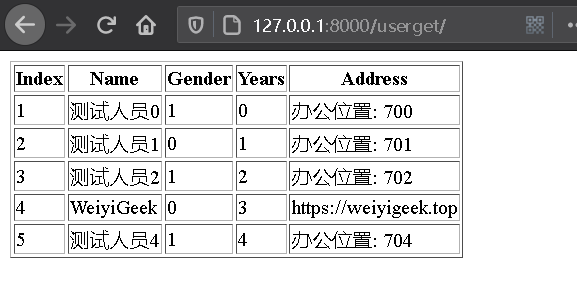 127.0.0.1:8000/userget/
Index Name Gender Years Address
1 测试人员0 1 0 办公位置: 700
2 测试人员1 0 1 办公位置: 701
3 测试人员2 1 2 办公位置: 702
4 WeiyiGeek 0 3 https://weiyigeek.top
5 测试人员4 1 4 办公位置: 704